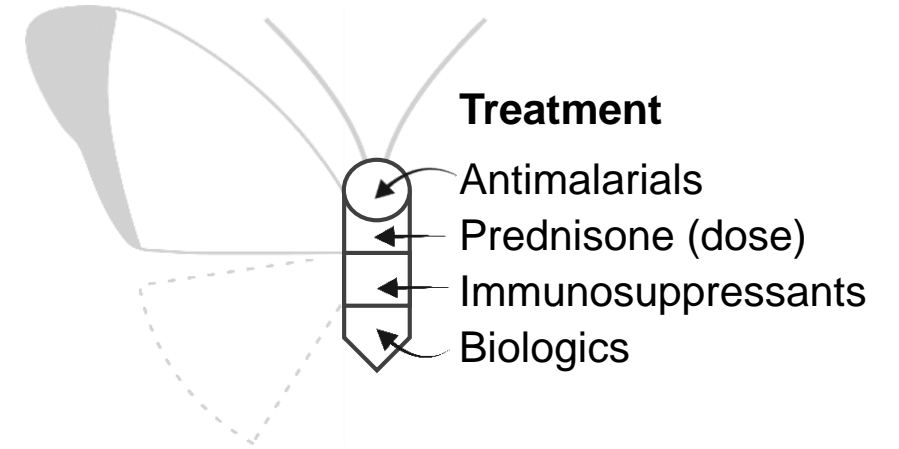 Treatment
Antimalarials
Prednisone (dose)
Immunosuppressants
Biologics